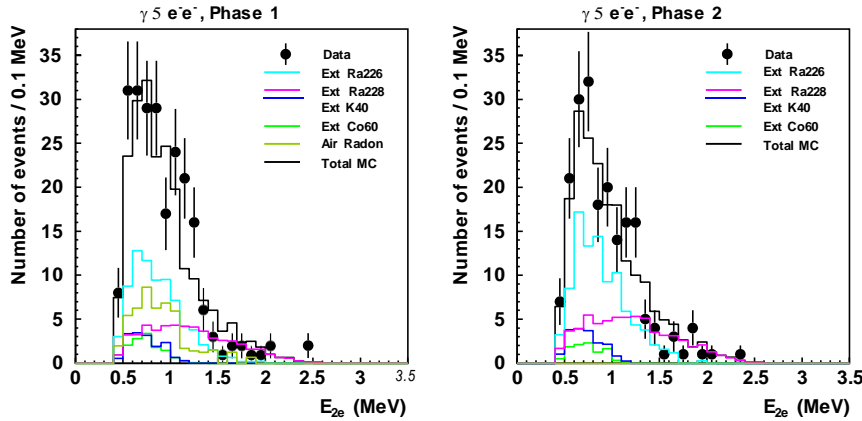 γ 5 e⁻e⁻, Phase 1
Number of events / 0.1 MeV
35
30
25
20
15
10
5
0
Data
Ext Ra226
Ext Ra228
Ext K40
Ext Co60
Air Radon
Total MC
0 0.5 1 1.5 2 2.5 3 3.5
E2e (MeV)
γ 5 e⁻e⁻, Phase 2
Number of events / 0.1 MeV
35
30
25
20
15
10
5
0
Data
Ext Ra226
Ext Ra228
Ext K40
Ext Co60
Total MC
0 0.5 1 1.5 2 2.5 3 3.5
E2e (MeV)